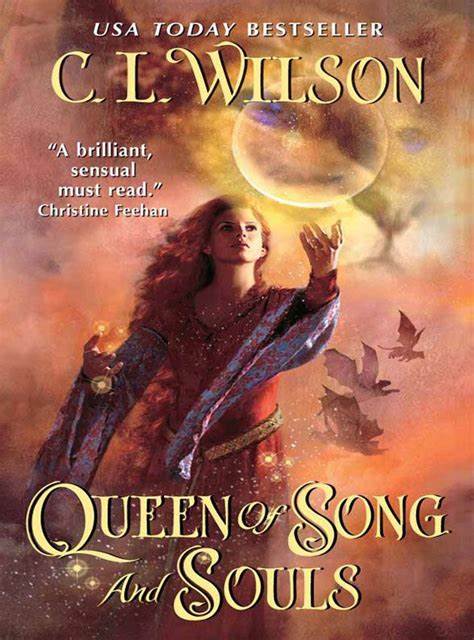 USA TODAY BESTSELLER
C. L. WILSON
“A brilliant,
sensual
must read.”
Christine Feehan
QUEEN Of SONG
And SOULS